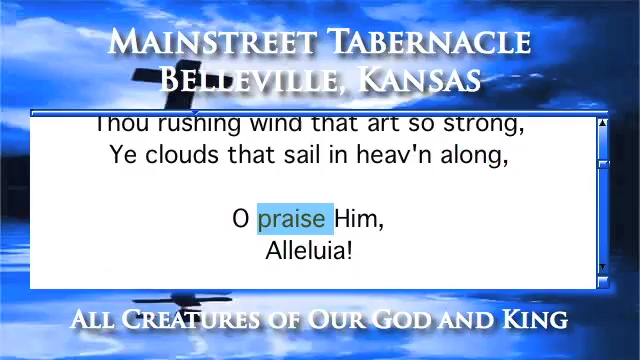 Mainstreet Tabernacle
Belleville, Kansas
Thou rushing wind that art so strong,
Ye clouds that sail in heav'n along,
O praise Him,
Alleluia!
All Creatures of Our God and King